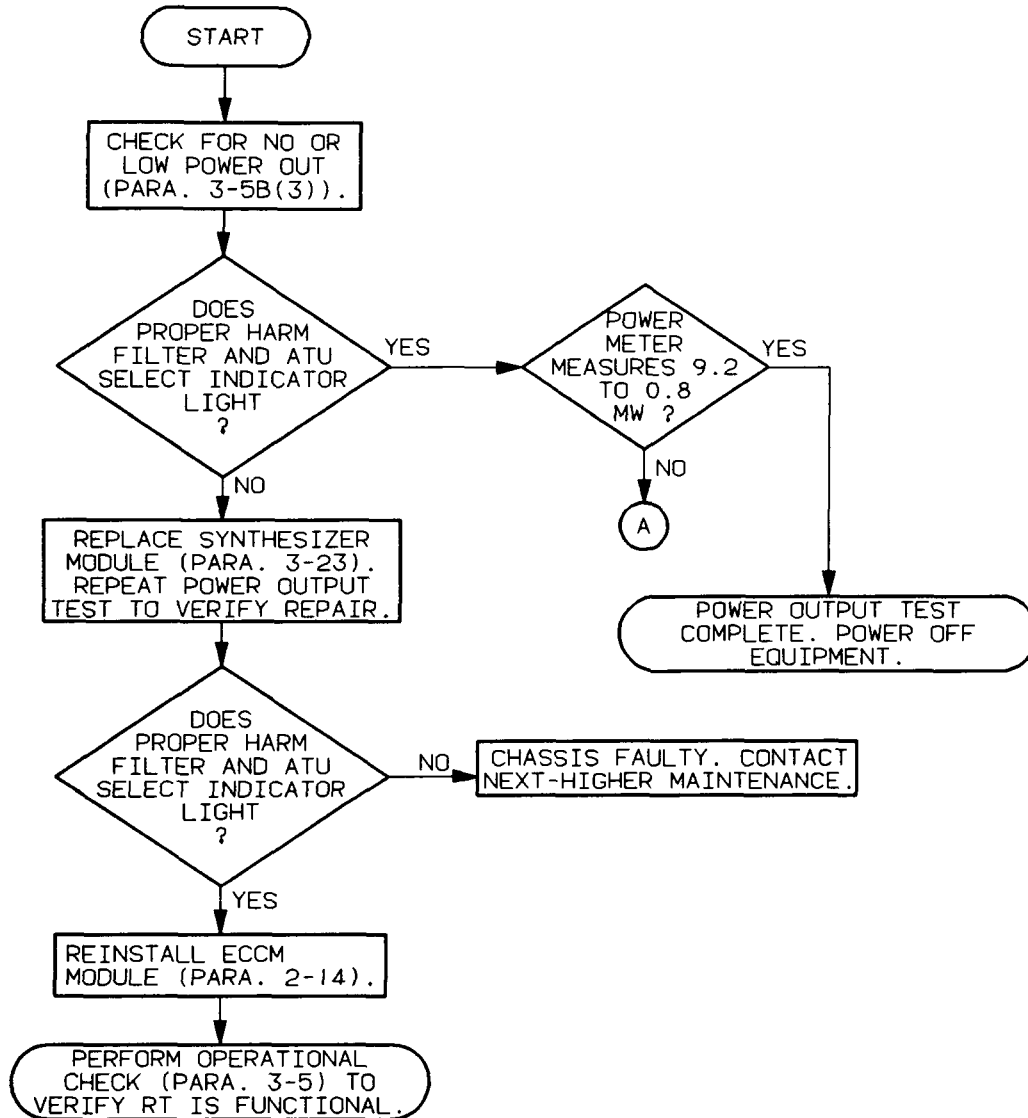 START
CHECK FOR NO OR
LOW POWER OUT
(PARA. 3-5B(3)).
DOES
PROPER HARM
FILTER AND ATU
SELECT INDICATOR
LIGHT
?
YES
POWER
METER
MEASURES 9.2
TO 0.8
MW ?
YES
NO
A
POWER OUTPUT TEST
COMPLETE. POWER OFF
EQUIPMENT.
NO
REPLACE SYNTHESIZER
MODULE (PARA. 3-23).
REPEAT POWER OUTPUT
TEST TO VERIFY REPAIR.
DOES
PROPER HARM
FILTER AND ATU
SELECT INDICATOR
LIGHT
?
NO
CHASSIS FAULTY. CONTACT
NEXT-HIGHER MAINTENANCE.
YES
REINSTALL ECCM
MODULE (PARA. 2-14).
PERFORM OPERATIONAL
CHECK (PARA. 3-5) TO
VERIFY RT IS FUNCTIONAL.